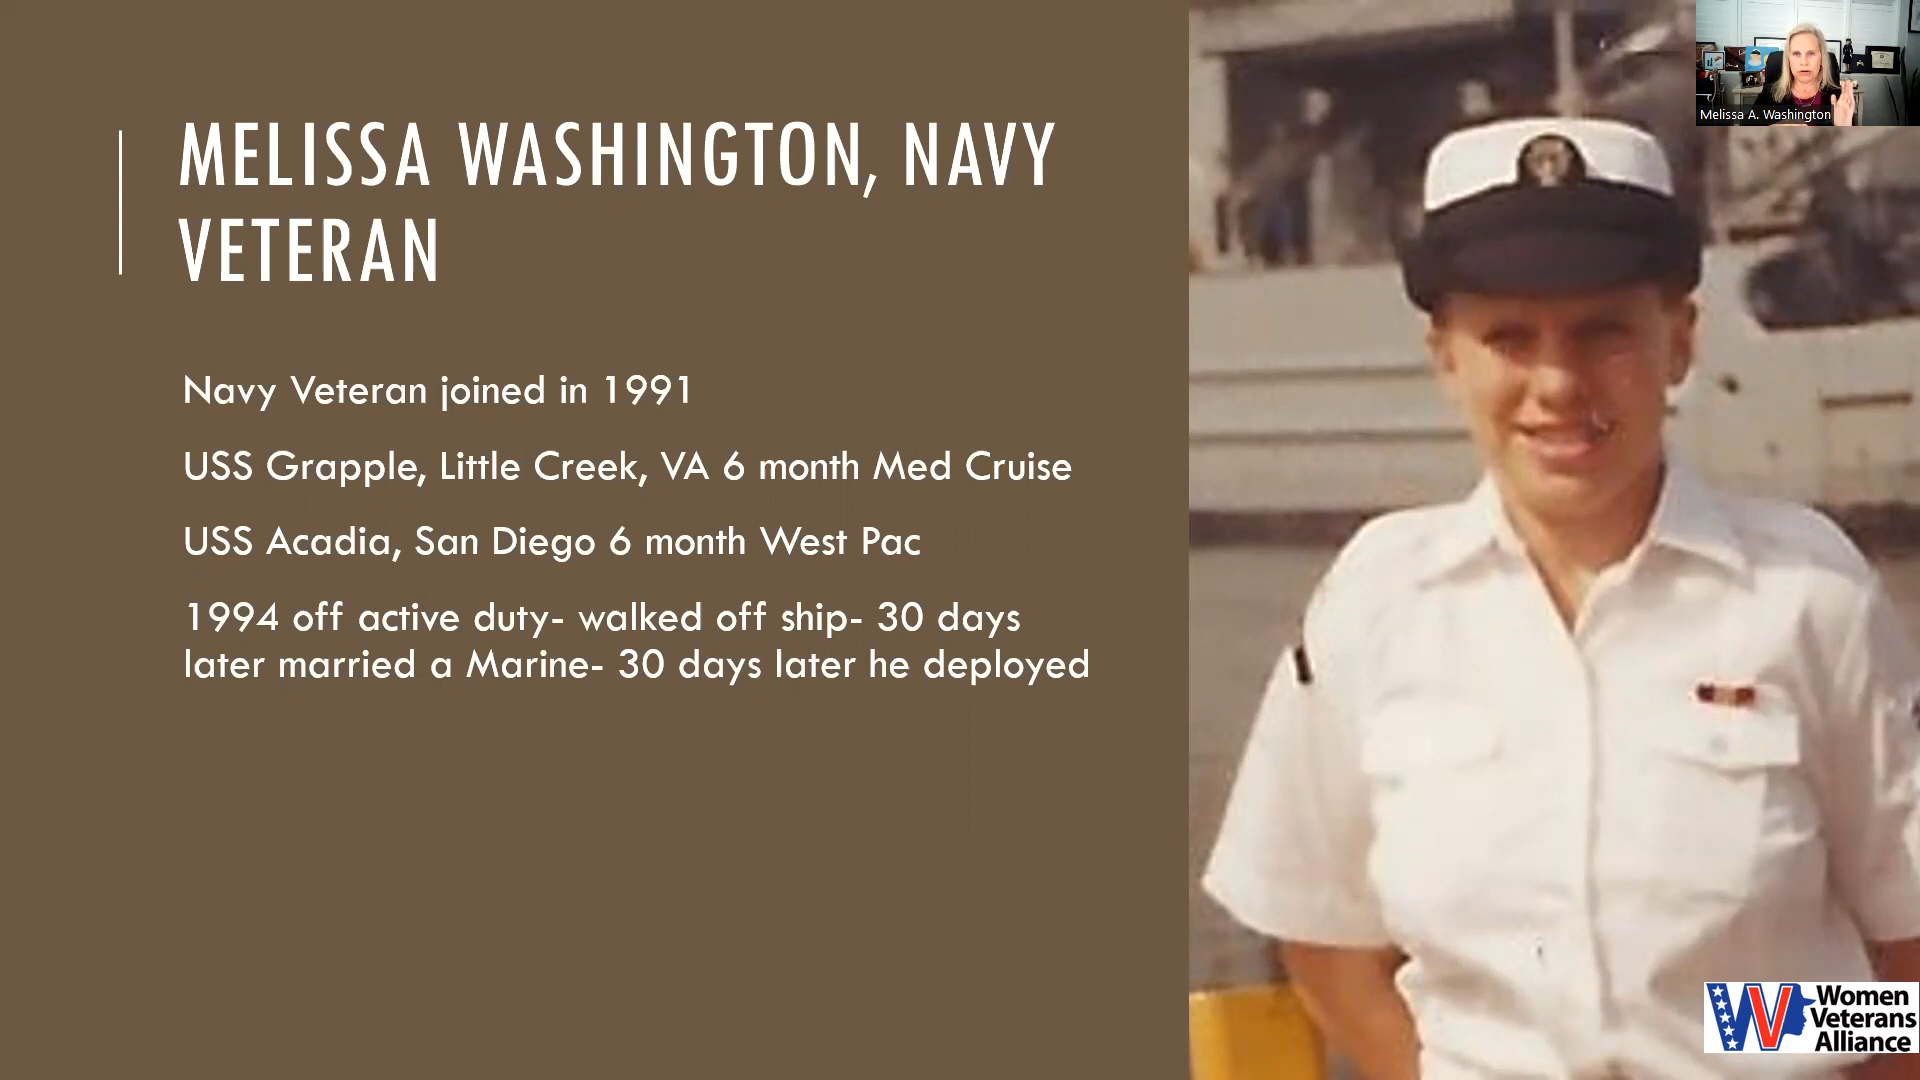 MELISSA WASHINGTON, NAVY
VETERAN
Navy Veteran joined in 1991
USS Grapple, Little Creek, VA 6 month Med Cruise
USS Acadia, San Diego 6 month West Pac
1994 off active duty- walked off ship- 30 days
later married a Marine- 30 days later he deployed
Melissa A. Washington
Women
Veterans
Alliance